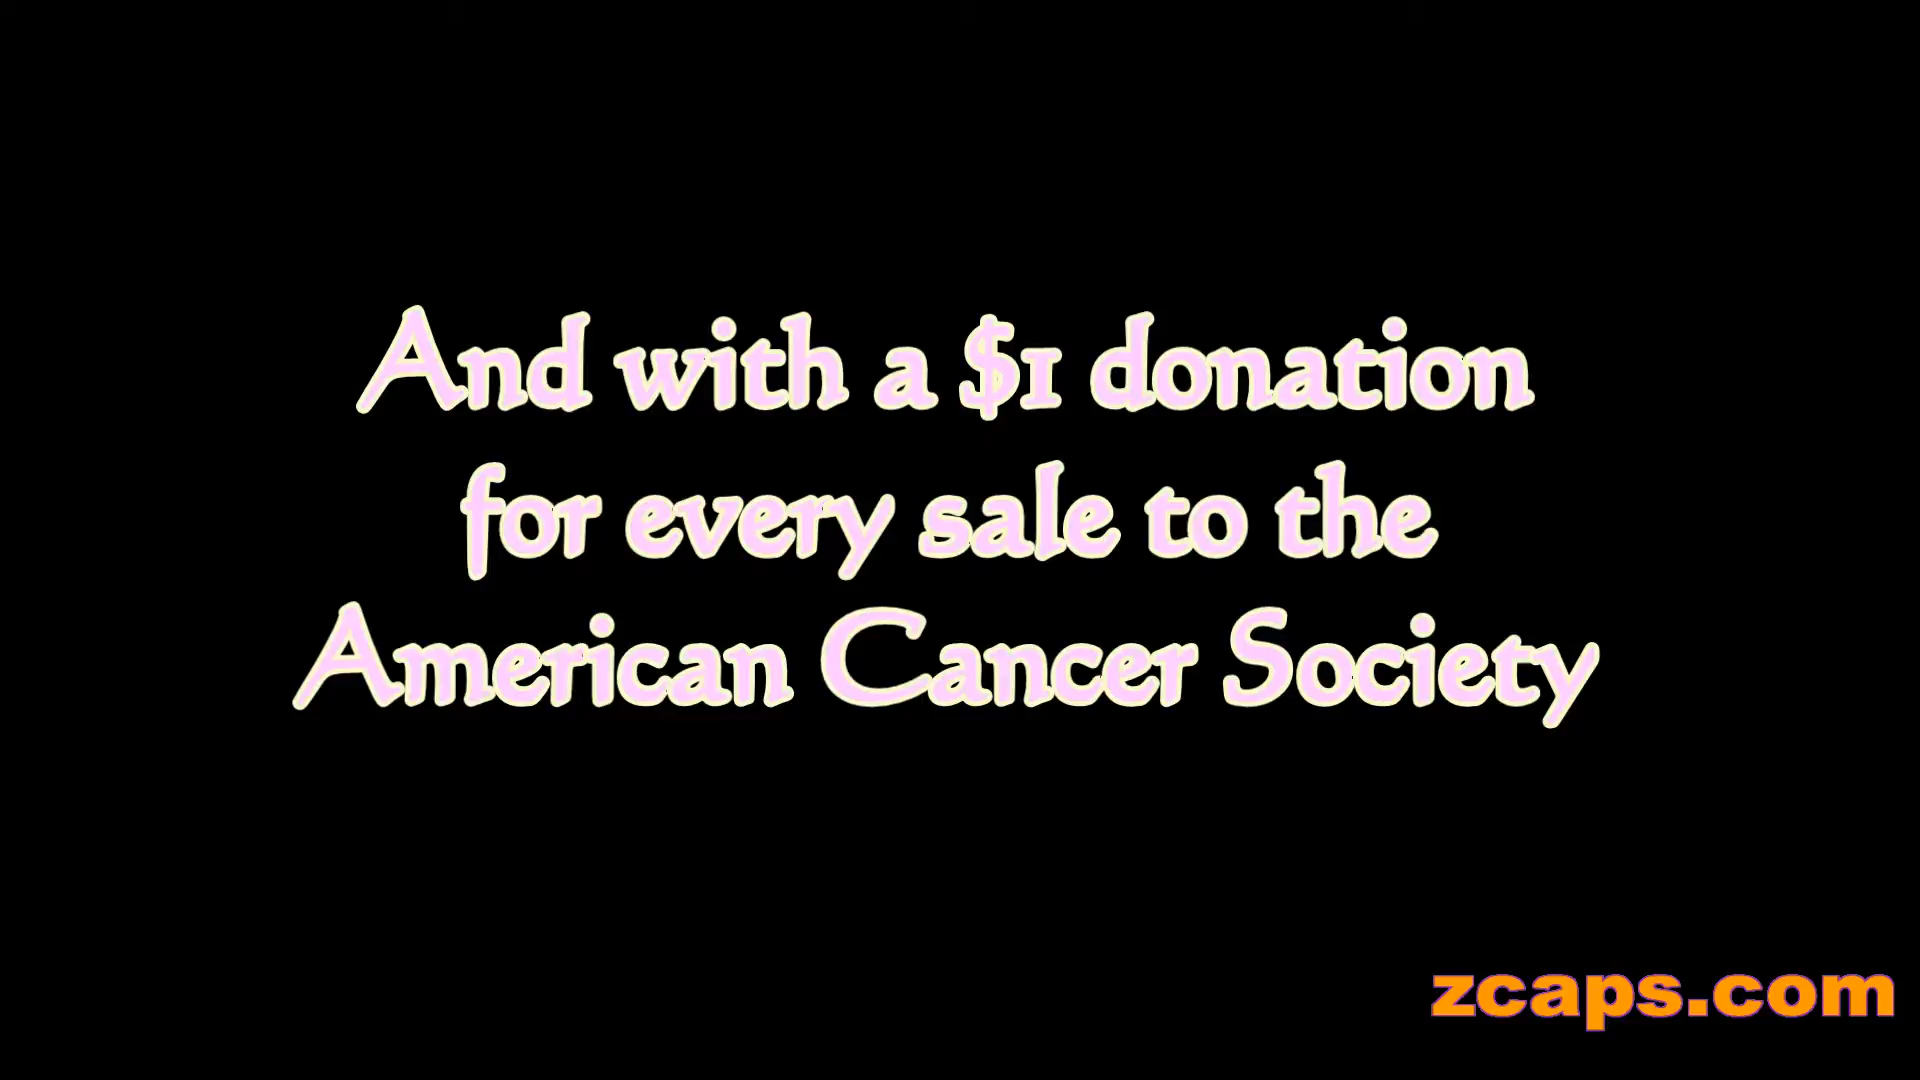 And with a $1 donation
for every sale to the
American Cancer Society
zcaps.com